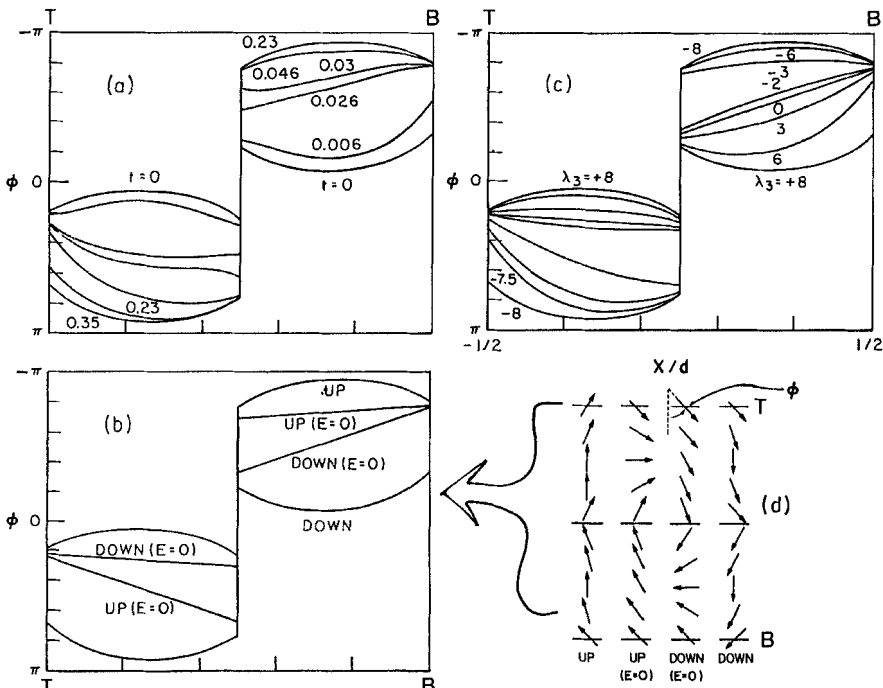 T B
-π
0.23
(a)
0.046 0.03
0.026
0.006
t=0
ϕ 0
t=0
0.23
0.35
π
T B
(c)
-8
-6
-3
-2
0
3
6
λ₃=+8
ϕ 0
λ₃=+8
-7.5
-8
π
-1/2 1/2
X/d
-π
(b)
UP
UP (E=0)
DOWN (E=0)
ϕ 0
DOWN
DOWN (E=0)
UP (E=0)
π
T B
ϕ
T
(d)
B
UP UP (E=0) DOWN (E=0) DOWN